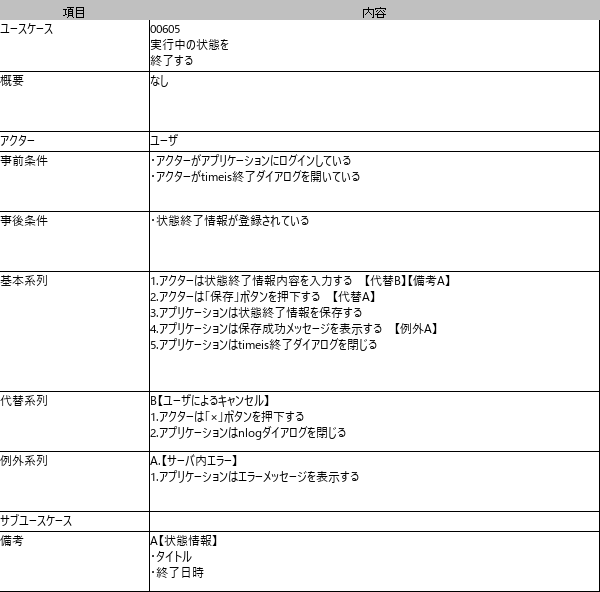 項目 内容
ユースケース 00605
実行中の状態を
終了する
概要 なし
アクター ユーザ
事前条件 ・アクターがアプリケーションにログインしている
・アクターがtimeis終了ダイアログを開いている
事後条件 ・状態終了情報が登録されている
基本系列 1.アクターは状態終了情報内容を入力する 【代替B】【備考A】
2.アクターは「保存」ボタンを押下する 【代替A】
3.アプリケーションは状態終了情報を保存する
4.アプリケーションは保存成功メッセージを表示する 【例外A】
5.アプリケーションはtimeis終了ダイアログを閉じる
代替系列 B【ユーザによるキャンセル】
1.アクターは「×」ボタンを押下する
2.アプリケーションはnlogダイアログを閉じる
例外系列 A.【サーバ内エラー】
1.アプリケーションはエラーメッセージを表示する
サブユースケース
備考 A【状態情報】
・タイトル
・終了日時